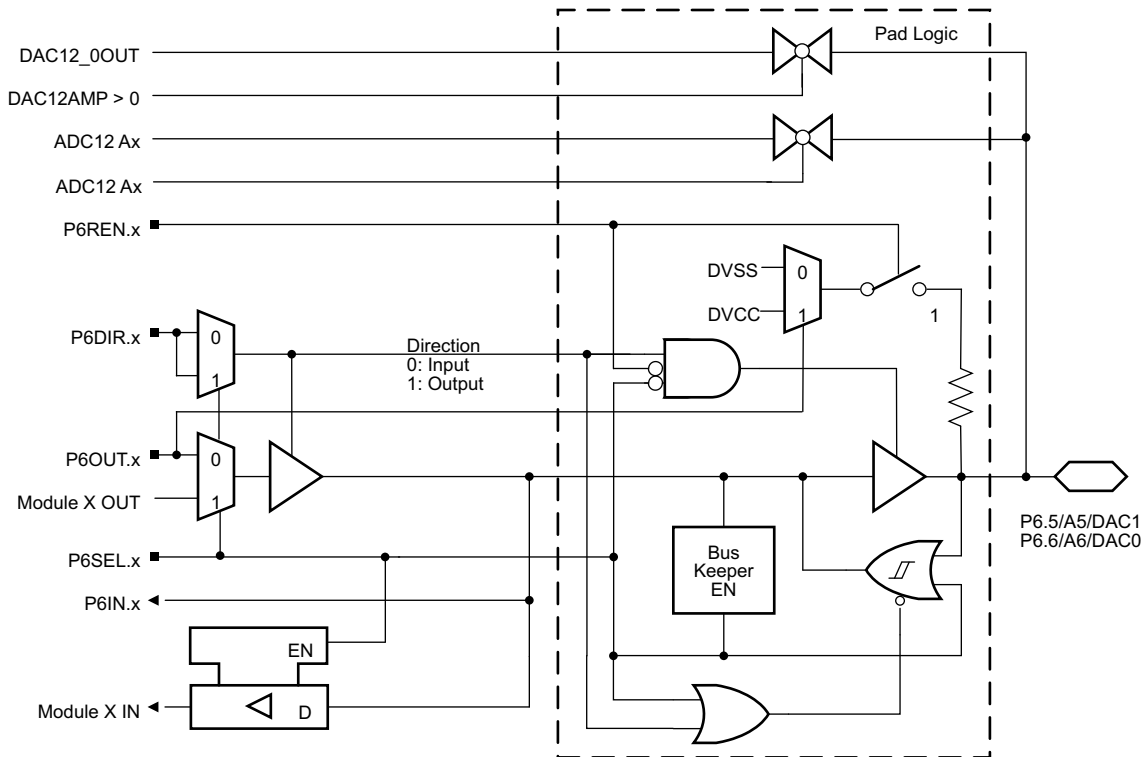 Pad Logic
DAC12_0OUT
DAC12AMP > 0
ADC12 Ax
ADC12 Ax
P6REN.x
DVSS
0
DVCC
1
1
P6DIR.x
0
1
Direction
0: Input
1: Output
P6OUT.x
0
Module X OUT
1
P6.5/A5/DAC1
P6.6/A6/DAC0
P6SEL.x
Bus
Keeper
EN
P6IN.x
EN
Module X IN
D